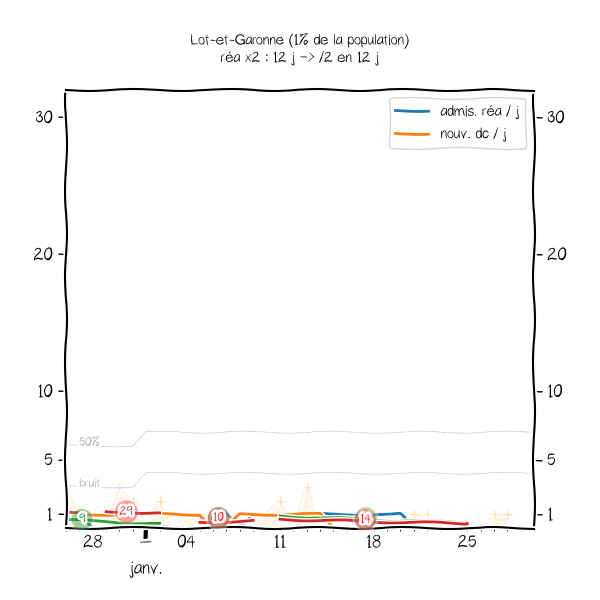 Lot-et-Garonne (1% de la population)
réa x2 : 12 j -> /2 en 12 j
admis. réa / j
nouv. dc / j
30 30
20 20
10 10
50%
5 5
bruit
1 9 29 10 14 1
28 04 11 18 25
janv.